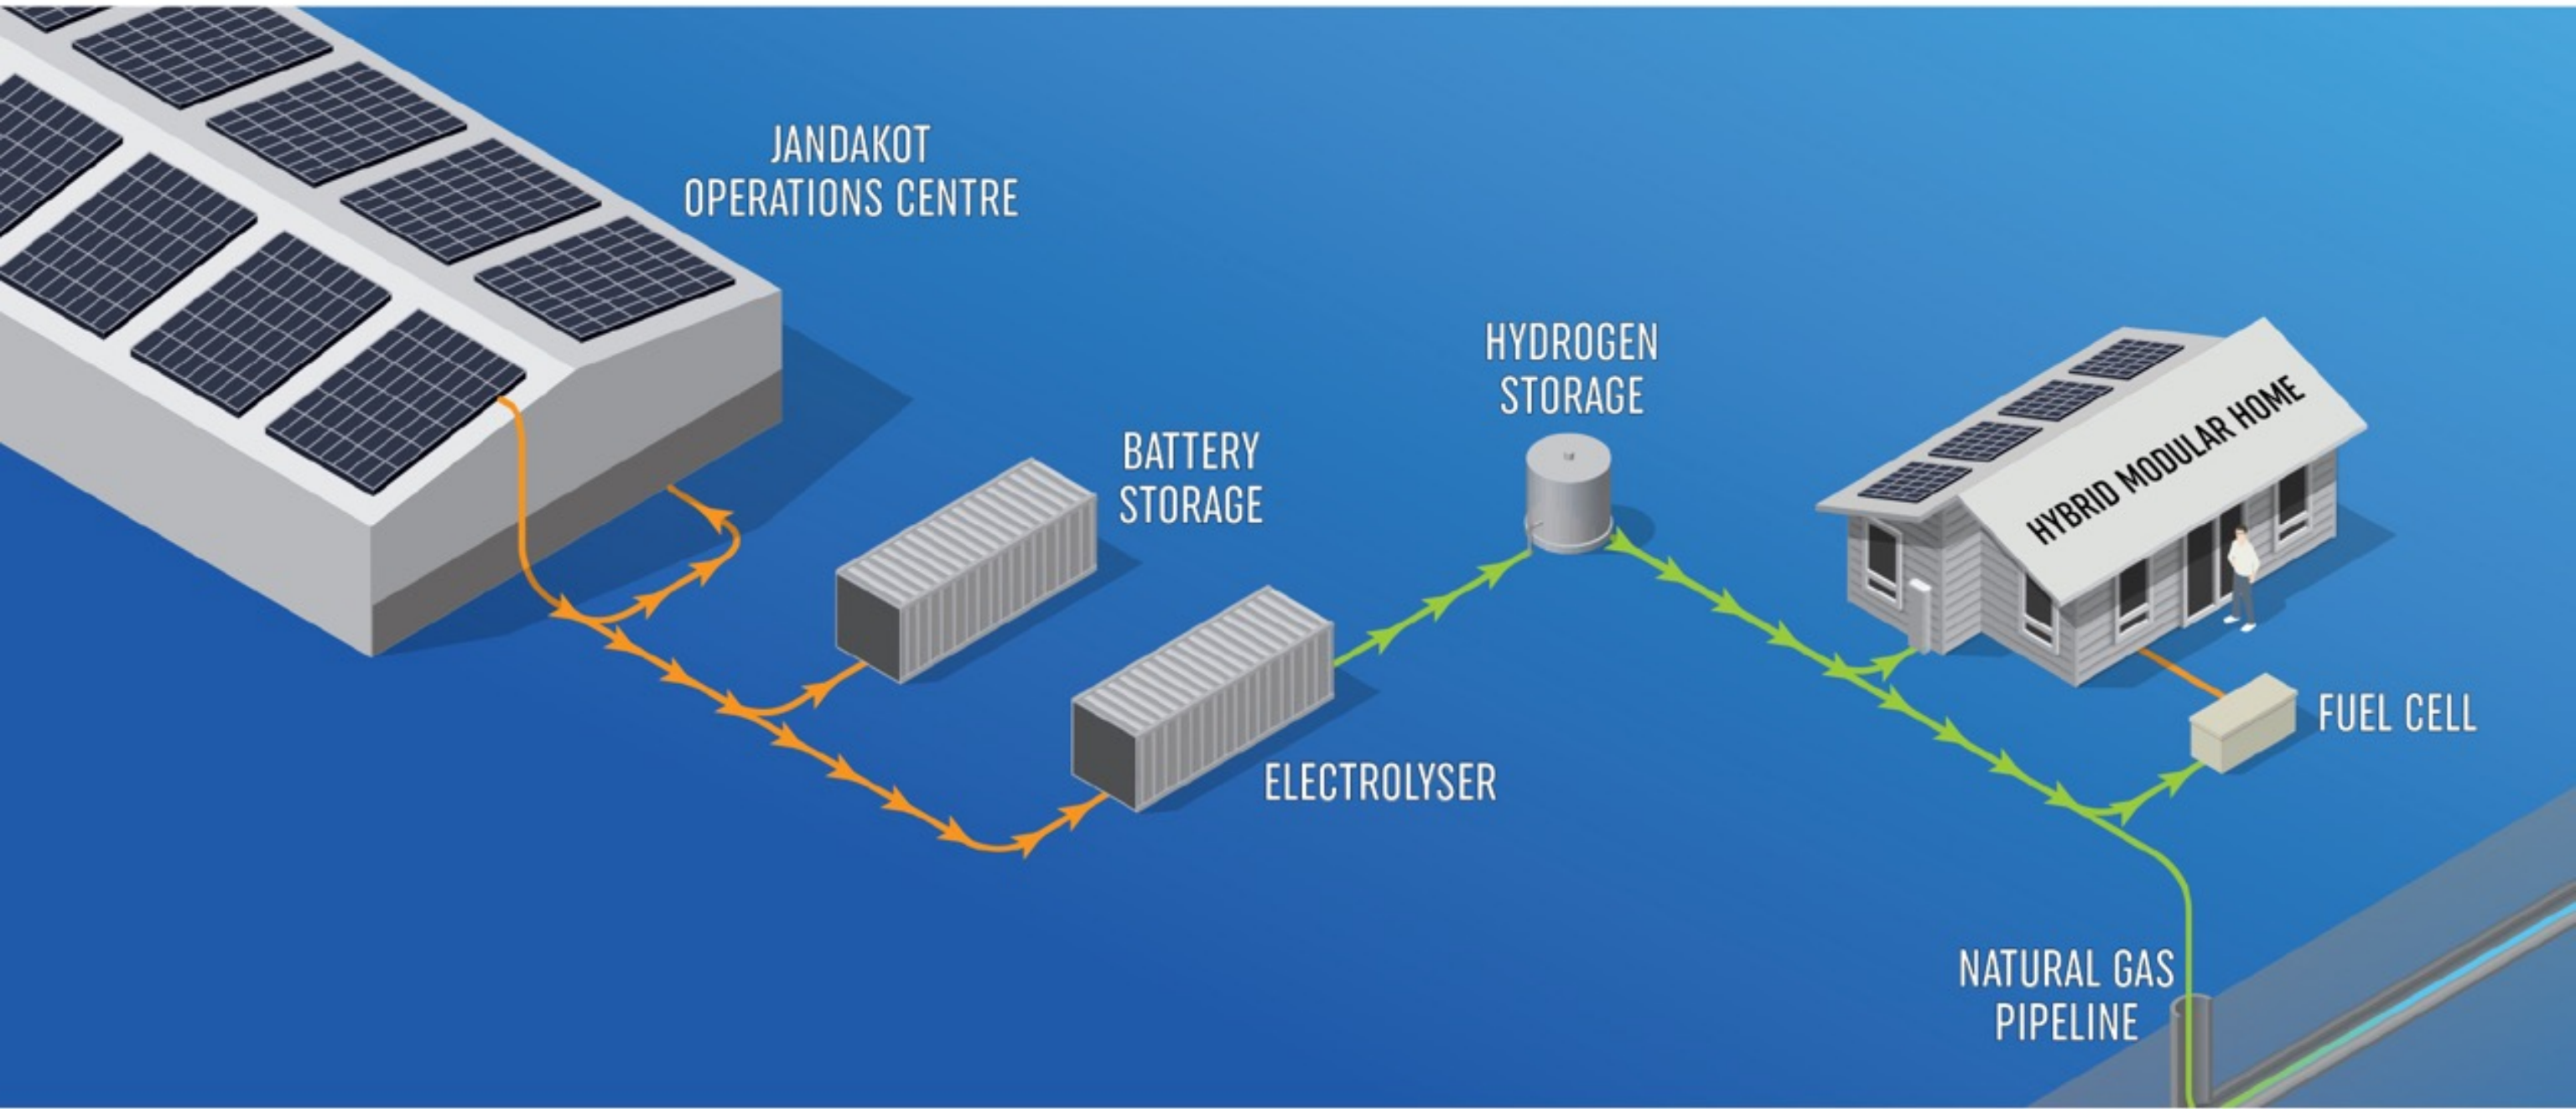 JANDAKOT
OPERATIONS CENTRE
BATTERY
STORAGE
ELECTROLYSER
HYDROGEN
STORAGE
HYBRID MODULAR HOME
FUEL CELL
NATURAL GAS
PIPELINE